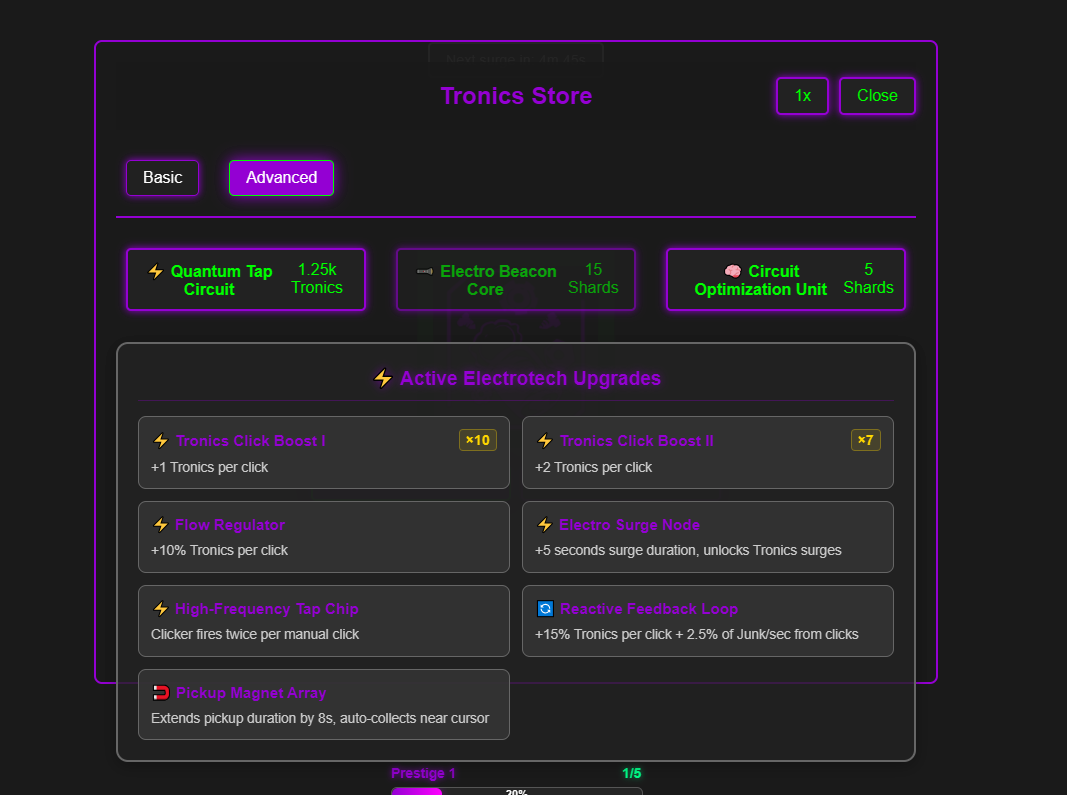 Next surge in: 4m 45s
Tronics Store
1x
Close
Basic
Advanced
⚡ Quantum Tap Circuit
1.25k Tronics
Electro Beacon Core
15 Shards
🧠 Circuit Optimization Unit
5 Shards
⚡ Active Electrotech Upgrades
⚡ Tronics Click Boost I
×10
+1 Tronics per click
⚡ Tronics Click Boost II
×7
+2 Tronics per click
⚡ Flow Regulator
+10% Tronics per click
⚡ Electro Surge Node
+5 seconds surge duration, unlocks Tronics surges
⚡ High-Frequency Tap Chip
Clicker fires twice per manual click
🔄 Reactive Feedback Loop
+15% Tronics per click + 2.5% of Junk/sec from clicks
🧲 Pickup Magnet Array
Extends pickup duration by 8s, auto-collects near cursor
Prestige 1
1/5
20%